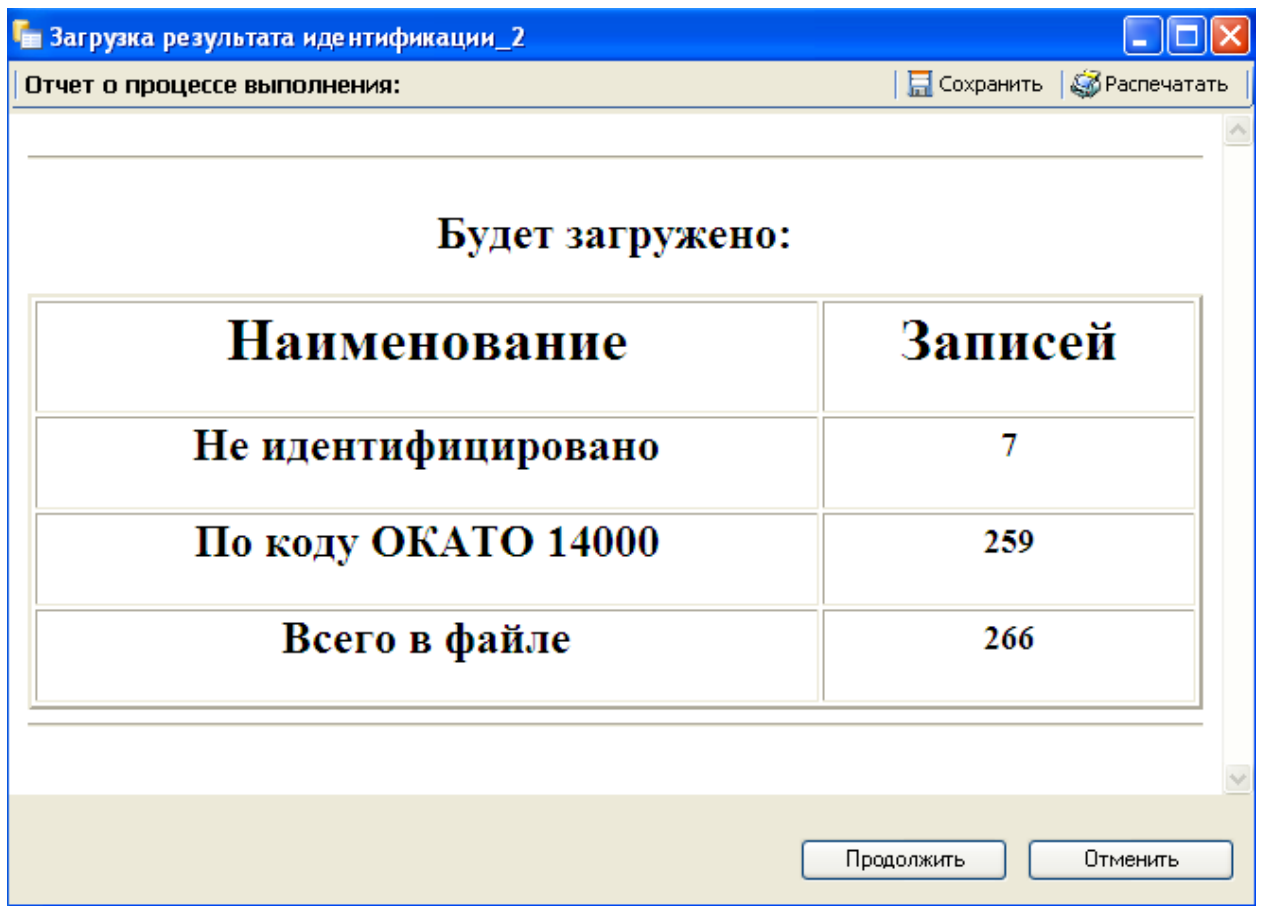 Загрузка результата идентификации_2
Отчет о процессе выполнения: Сохранить Распечатать
Будет загружено:
Наименование Записей
Не идентифицировано 7
По коду ОКАТО 14000 259
Всего в файле 266
Продолжить Отменить